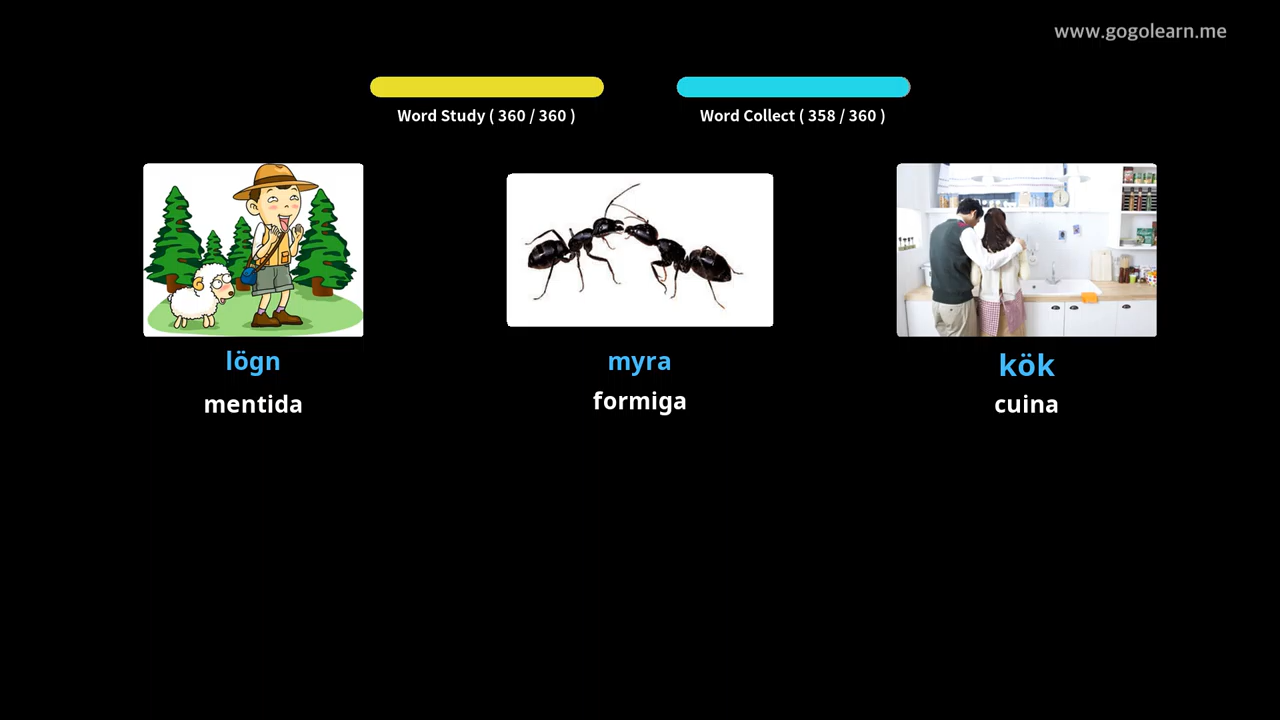 www.gogolearn.me
Word Study ( 360 / 360 )
Word Collect ( 358 / 360 )
lögn
mentida
myra
formiga
kök
cuina